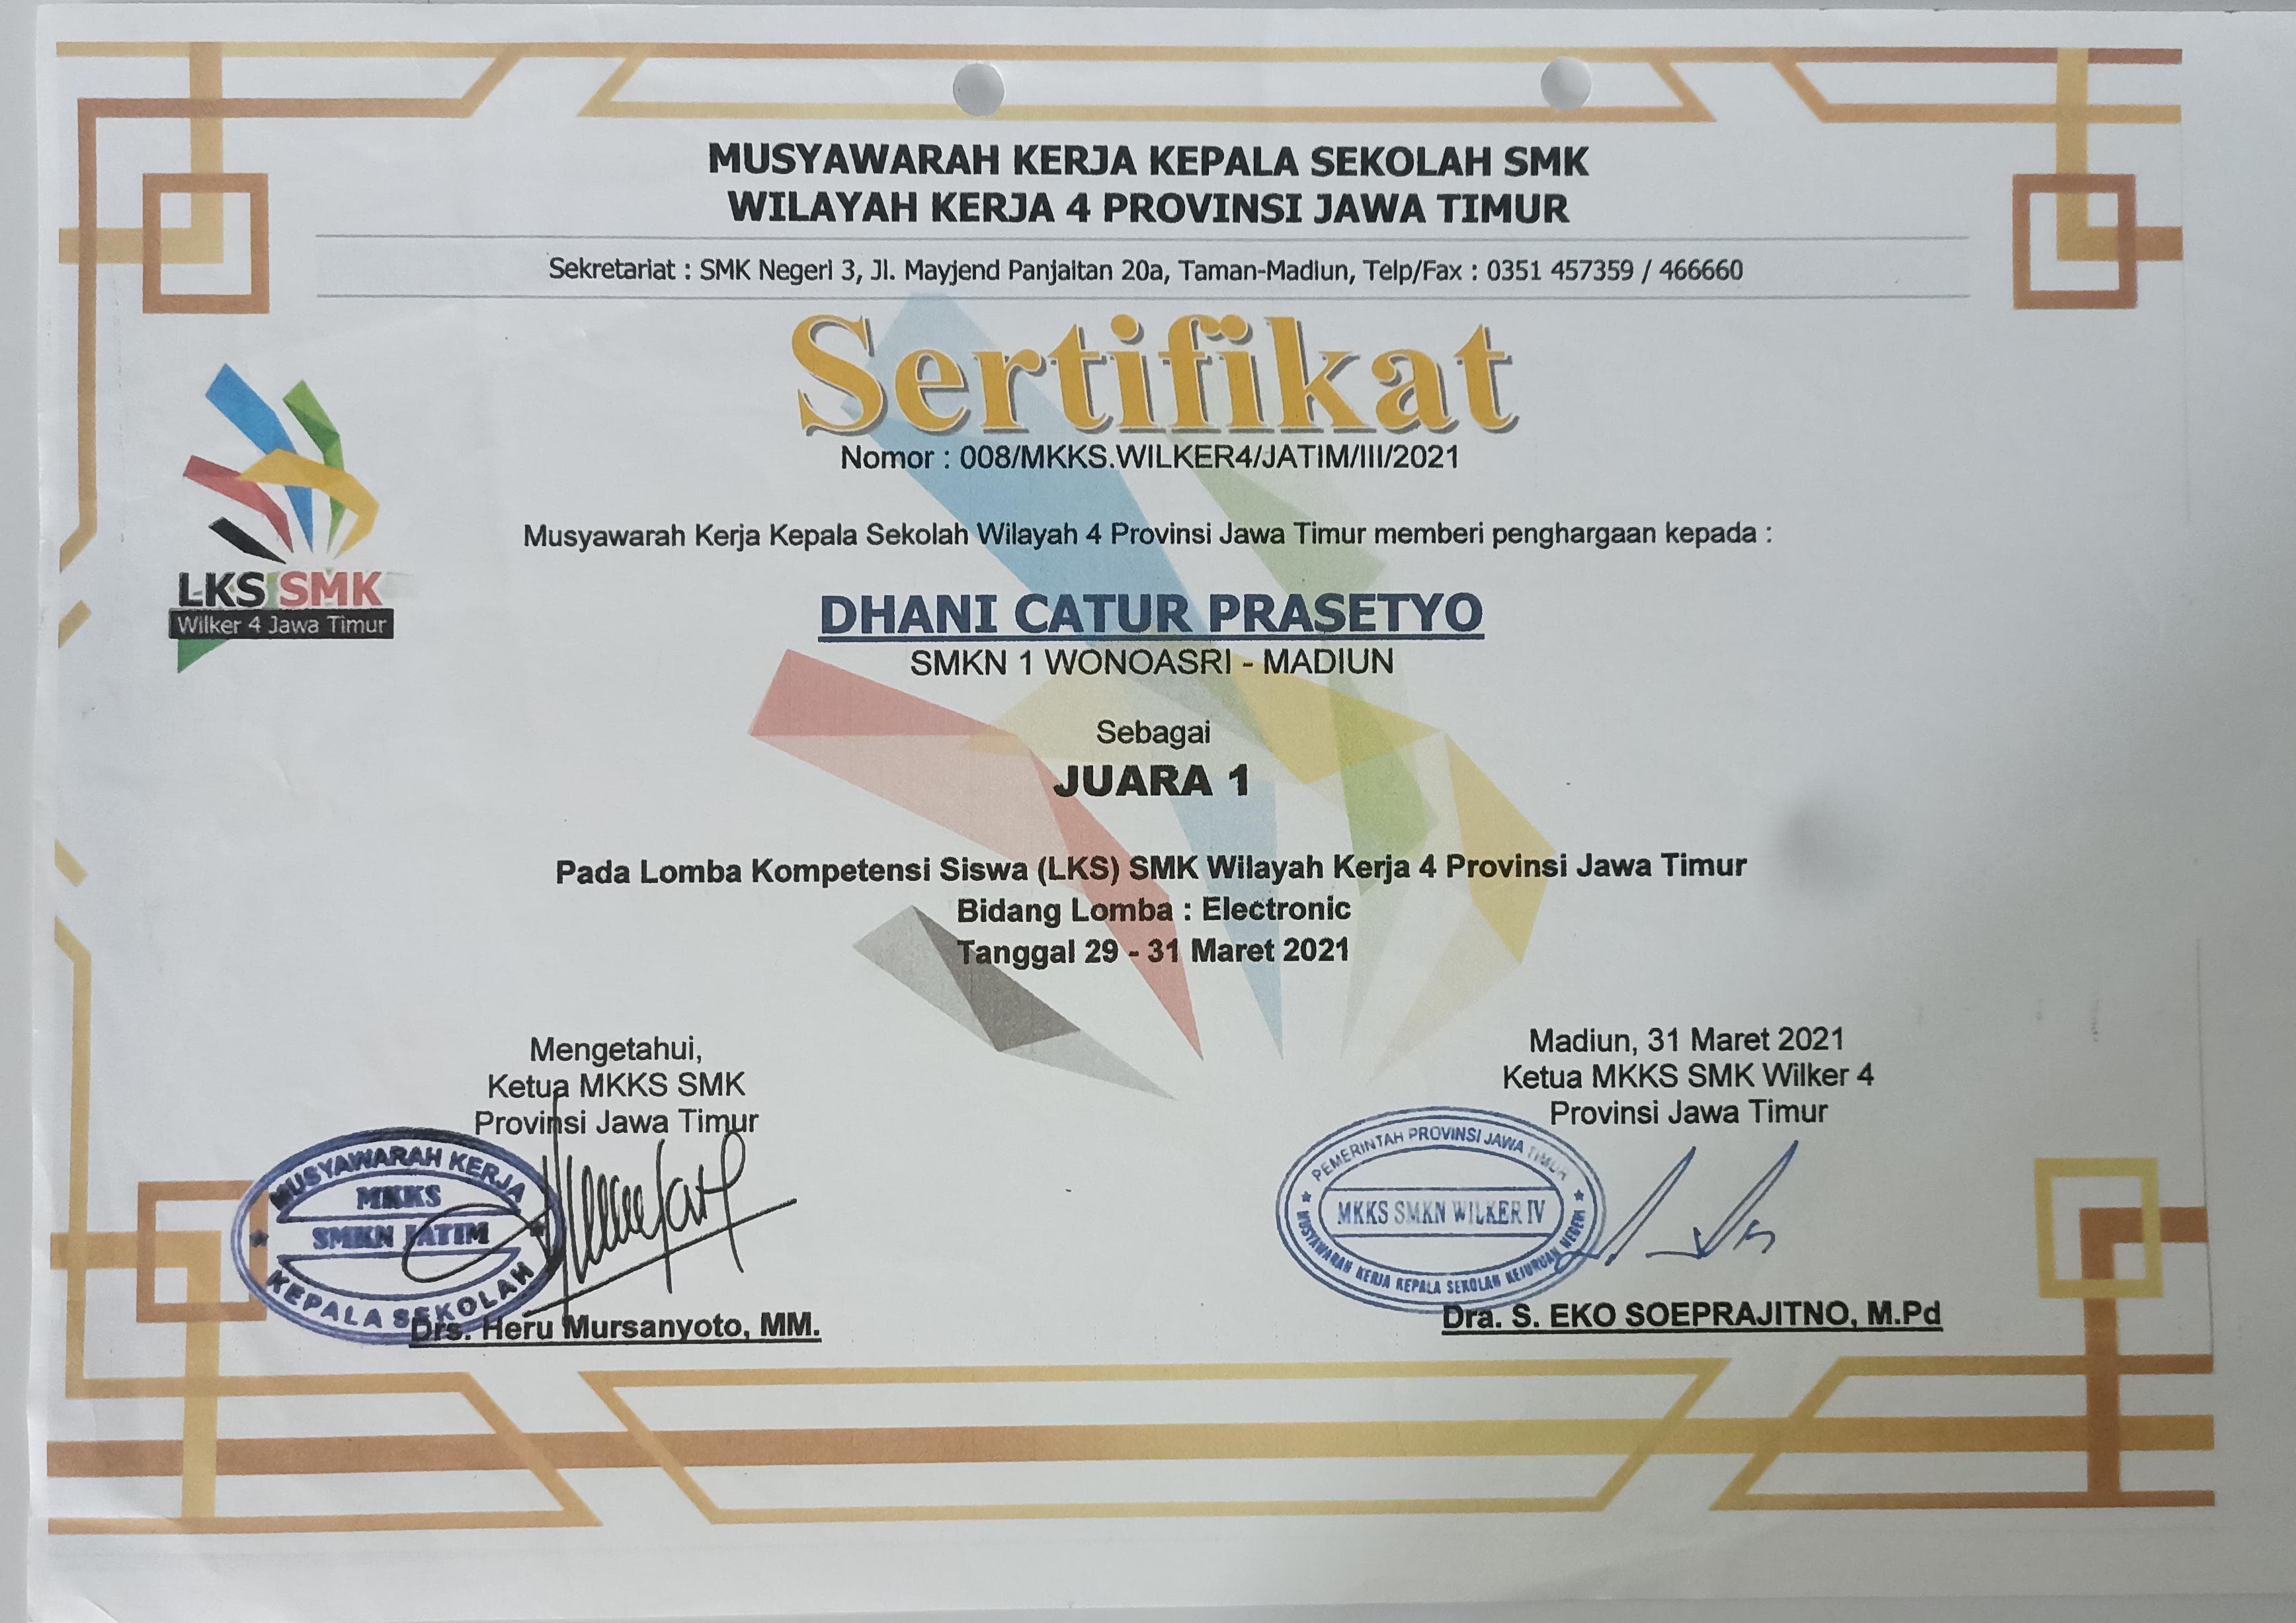 MUSYAWARAH KERJA KEPALA SEKOLAH SMK
WILAYAH KERJA 4 PROVINSI JAWA TIMUR
Sekretariat : SMK Negeri 3, Jl. Mayjend Panjaitan 20a, Taman-Madiun, Telp/Fax : 0351 457359 / 466660
Sertifikat
Nomor : 008/MKKS.WILKER4/JATIM/III/2021
LKS SMK
Wilker 4 Jawa Timur
Musyawarah Kerja Kepala Sekolah Wilayah 4 Provinsi Jawa Timur memberi penghargaan kepada :
DHANI CATUR PRASETYO
SMKN 1 WONOASRI - MADIUN
Sebagai
JUARA 1
Pada Lomba Kompetensi Siswa (LKS) SMK Wilayah Kerja 4 Provinsi Jawa Timur
Bidang Lomba : Electronic
Tanggal 29 - 31 Maret 2021
Mengetahui,
Ketua MKKS SMK
Provinsi Jawa Timur
MUSYAWARAH KERJA
MKKS
SMKN JATIM
KEPALA SEKOLAH
Drs. Heru Mursanyoto, MM.
Madiun, 31 Maret 2021
Ketua MKKS SMK Wilker 4
Provinsi Jawa Timur
PEMERINTAH PROVINSI JAWA TIMUR
MKKS SMKN WILKER IV
MUSYAWARAH KERJA KEPALA SEKOLAH KEJURUAN NEGERI
Dra. S. EKO SOEPRAJITNO, M.Pd